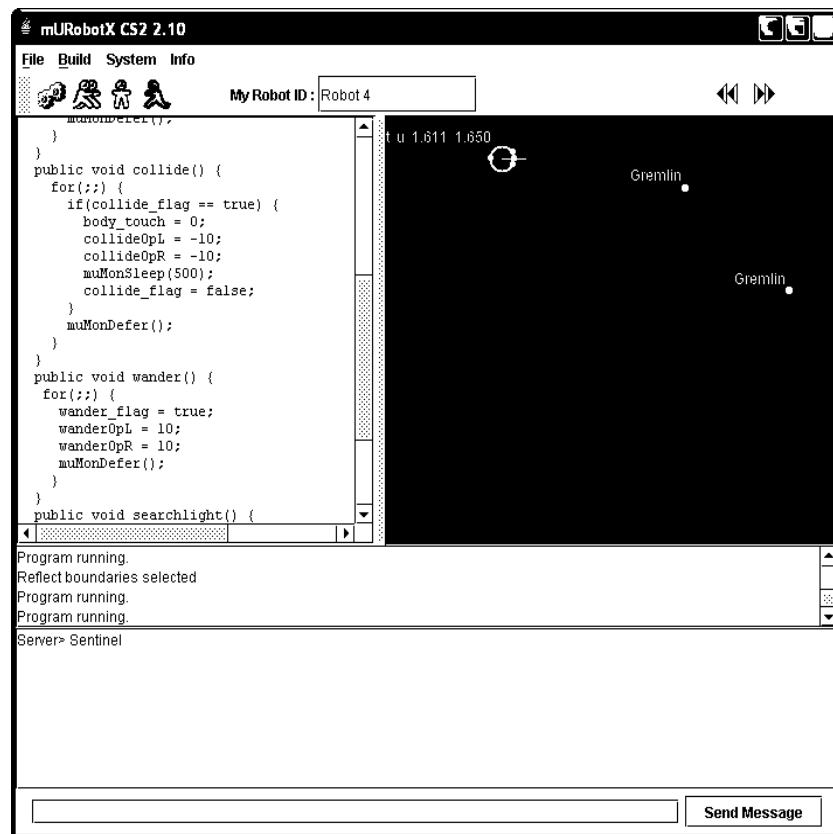 mURobotX CS2 2.10
File Build System Info
My Robot ID : Robot 4
muMonDefer();
}
}
public void collide() {
for(;;) {
if(collide_flag == true) {
body_touch = 0;
collideOpL = -10;
collideOpR = -10;
muMonSleep(500);
collide_flag = false;
}
muMonDefer();
}
}
public void wander() {
for(;;) {
wander_flag = true;
wanderOpL = 10;
wanderOpR = 10;
muMonDefer();
}
}
public void searchlight() {
t u 1.611 1.650
Gremlin
Gremlin
Program running.
Reflect boundaries selected
Program running.
Program running.
Server> Sentinel
Send Message